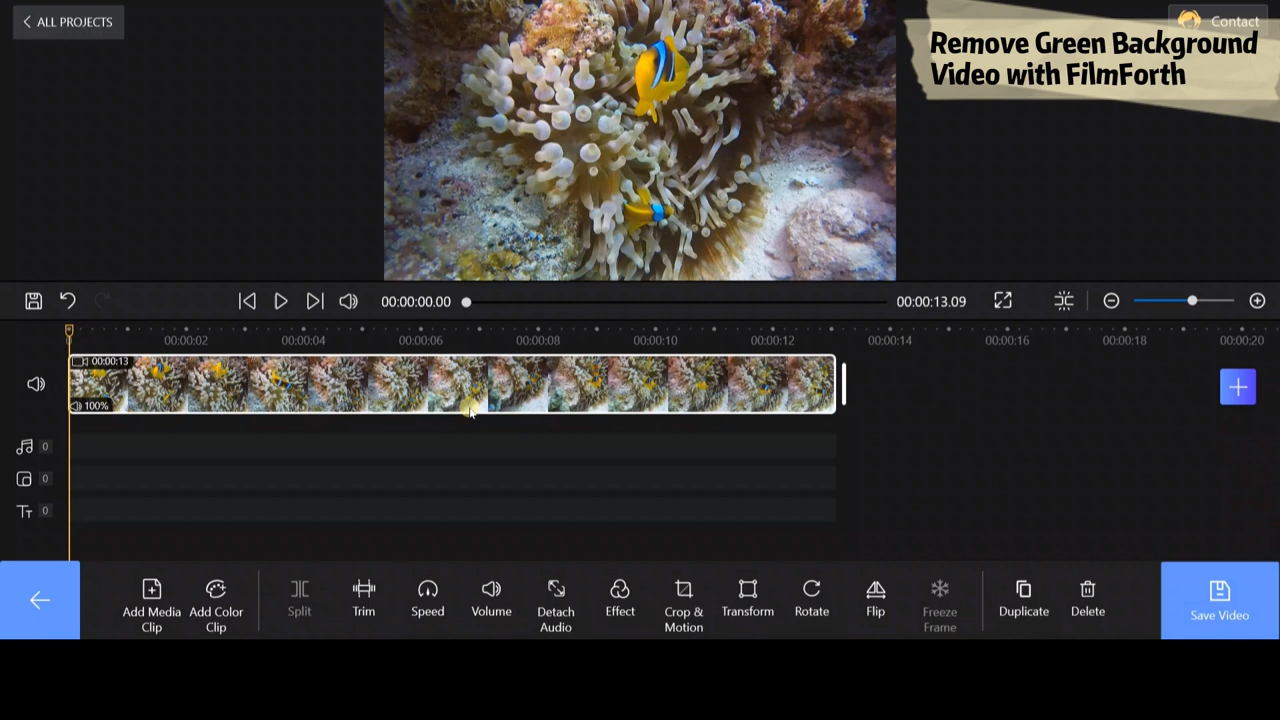 ALL PROJECTS
Contact
Remove Green Background
Video with FilmForth
00:00:00.00
00:00:13.09
0
00:00:02
00:00:04
00:00:06
00:00:08
00:00:10
00:00:12
00:00:14
00:00:16
00:00:18
00:00:20
00:00:13
100%
0
0
0
Add Media
Clip
Add Color
Clip
Split
Trim
Speed
Volume
Detach
Audio
Effect
Crop &
Motion
Transform
Rotate
Flip
Freeze
Frame
Duplicate
Delete
Save Video